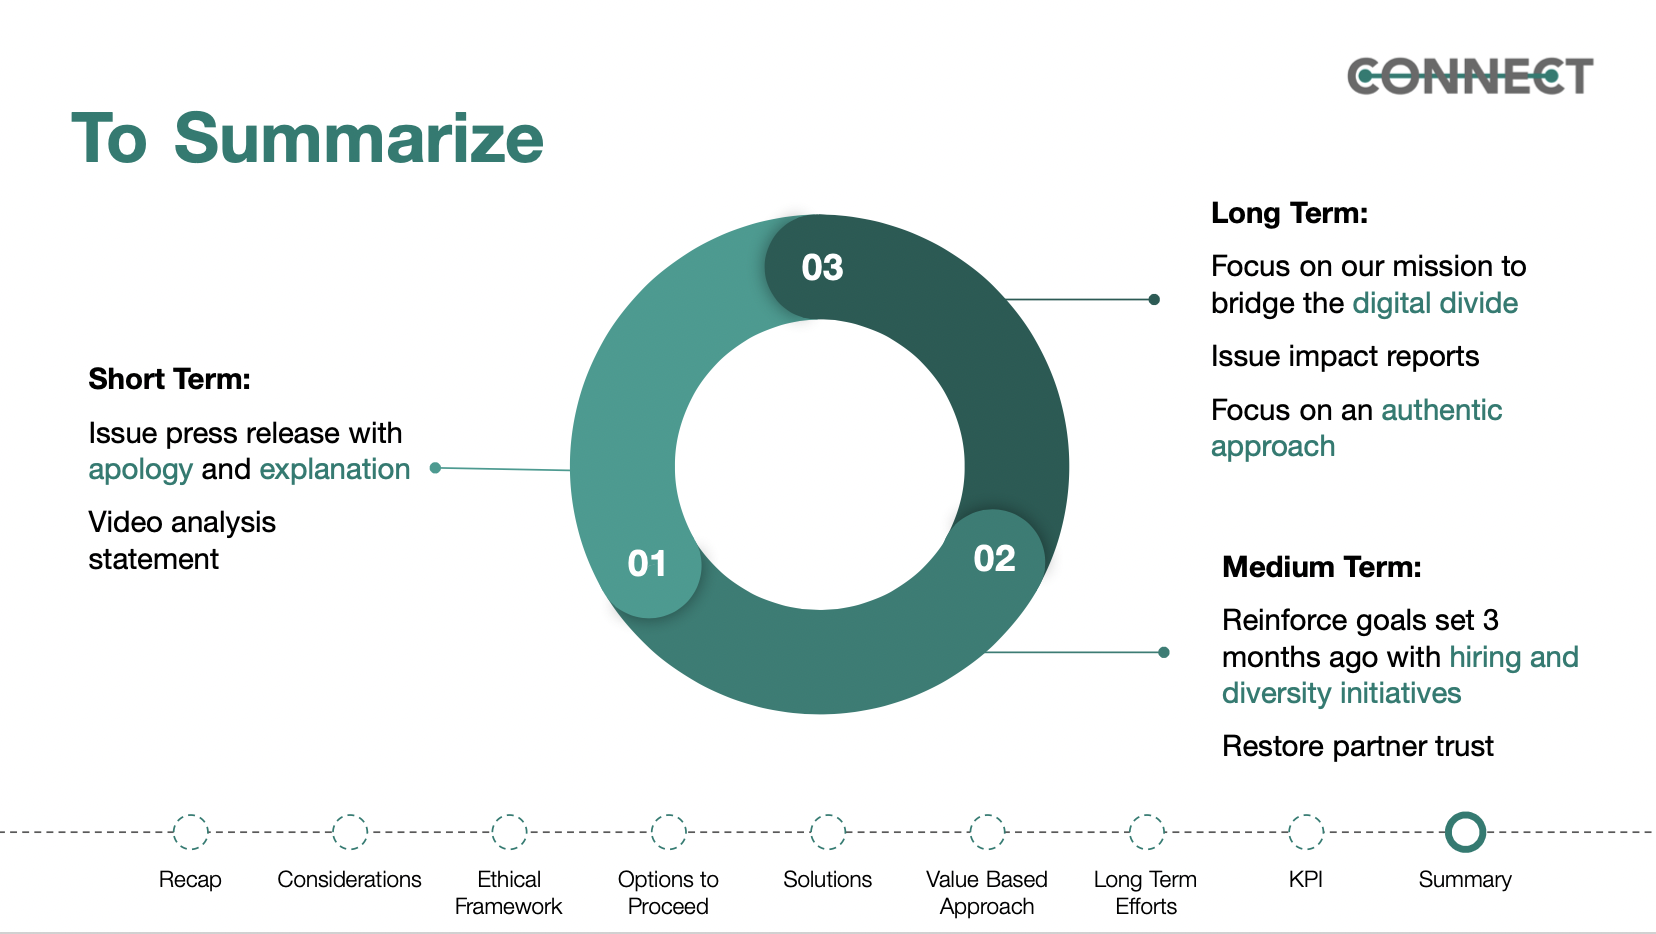 CONNECT
To Summarize
Short Term:
Issue press release with
apology and explanation
Video analysis
statement
03
01
02
Long Term:
Focus on our mission to
bridge the digital divide
Issue impact reports
Focus on an authentic
approach
Medium Term:
Reinforce goals set 3
months ago with hiring and
diversity initiatives
Restore partner trust
Recap
Considerations
Ethical
Framework
Options to
Proceed
Solutions
Value Based
Approach
Long Term
Efforts
KPI
Summary